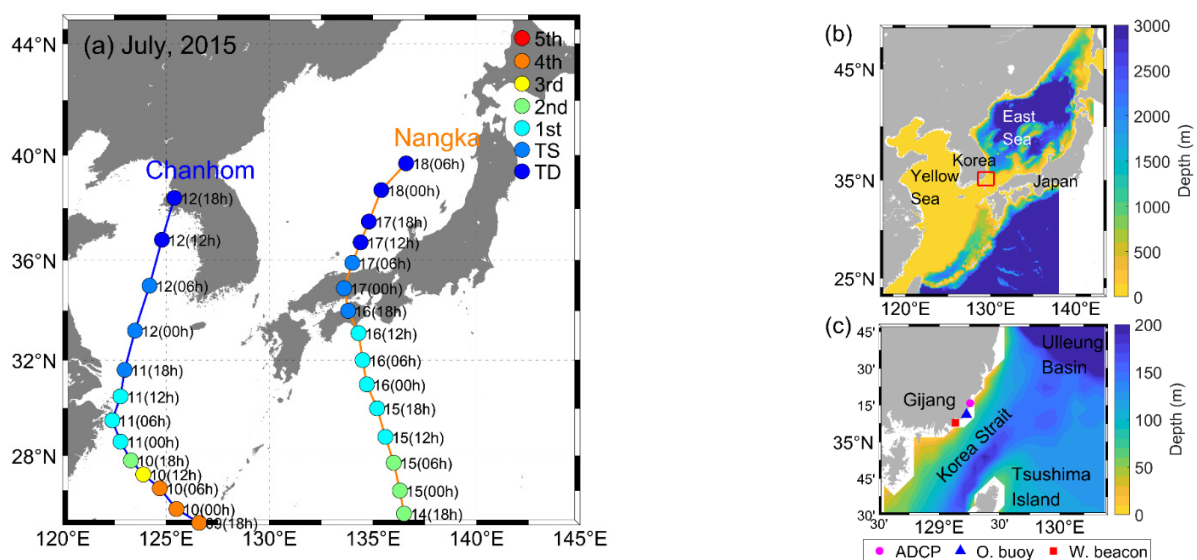 (a) July, 2015
44°N
40°N
36°N
32°N
28°N
120°E
125°E
130°E
135°E
140°E
145°E
5th
4th
3rd
2nd
1st
TS
TD
Chanhom
12(18h)
12(12h)
12(06h)
12(00h)
11(18h)
11(12h)
11(06h)
11(00h)
10(18h)
10(12h)
10(06h)
10(00h)
09(18h)
Nangka
18(06h)
18(00h)
17(18h)
17(12h)
17(06h)
17(00h)
16(18h)
16(12h)
16(06h)
16(00h)
15(18h)
15(12h)
15(06h)
15(00h)
14(18h)
(b)
45°N
35°N
25°N
120°E
130°E
140°E
East
Sea
Korea
Yellow
Sea
Japan
3000
2500
2000
1500
1000
500
0
Depth (m)
(c)
45'
30'
15'
35°N
45'
30'
30'
129°E
30'
130°E
30'
Ulleung
Basin
Gijang
Korea Strait
Tsushima
Island
200
150
100
50
0
Depth (m)
ADCP
O. buoy
W. beacon